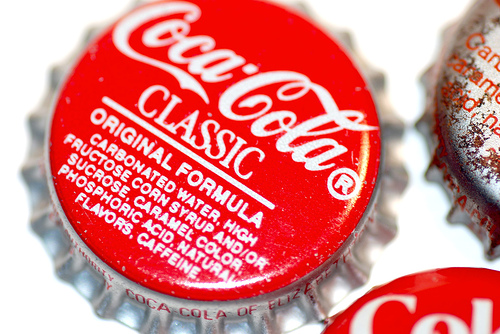 Coca-Cola®
CLASSIC
ORIGINAL FORMULA
CARBONATED WATER, HIGH
FRUCTOSE CORN SYRUP AND/OR
SUCROSE, CARAMEL COLOR,
PHOSPHORIC ACID, NATURAL
FLAVORS, CAFFEINE
COCA COLA OF